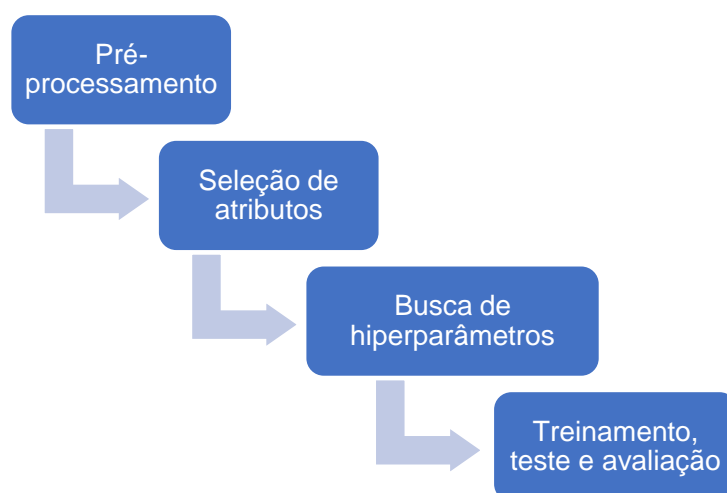 Pré-
processamento
Seleção de
atributos
Busca de
hiperparâmetros
Treinamento,
teste e avaliação